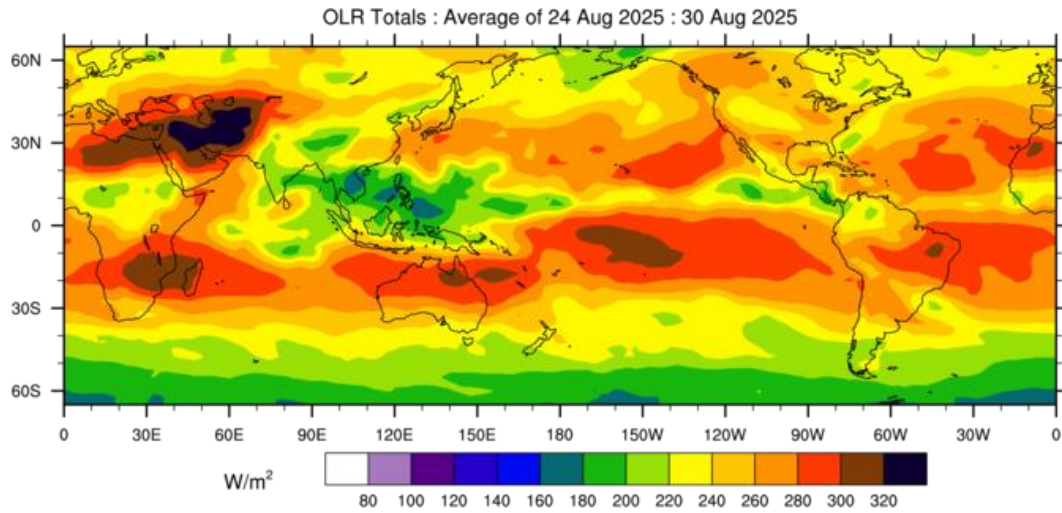 OLR Totals : Average of 24 Aug 2025 : 30 Aug 2025
60N
30N
0
30S
60S
0 30E 60E 90E 120E 150E 180 150W 120W 90W 60W 30W 0
W/m²
80 100 120 140 160 180 200 220 240 260 280 300 320